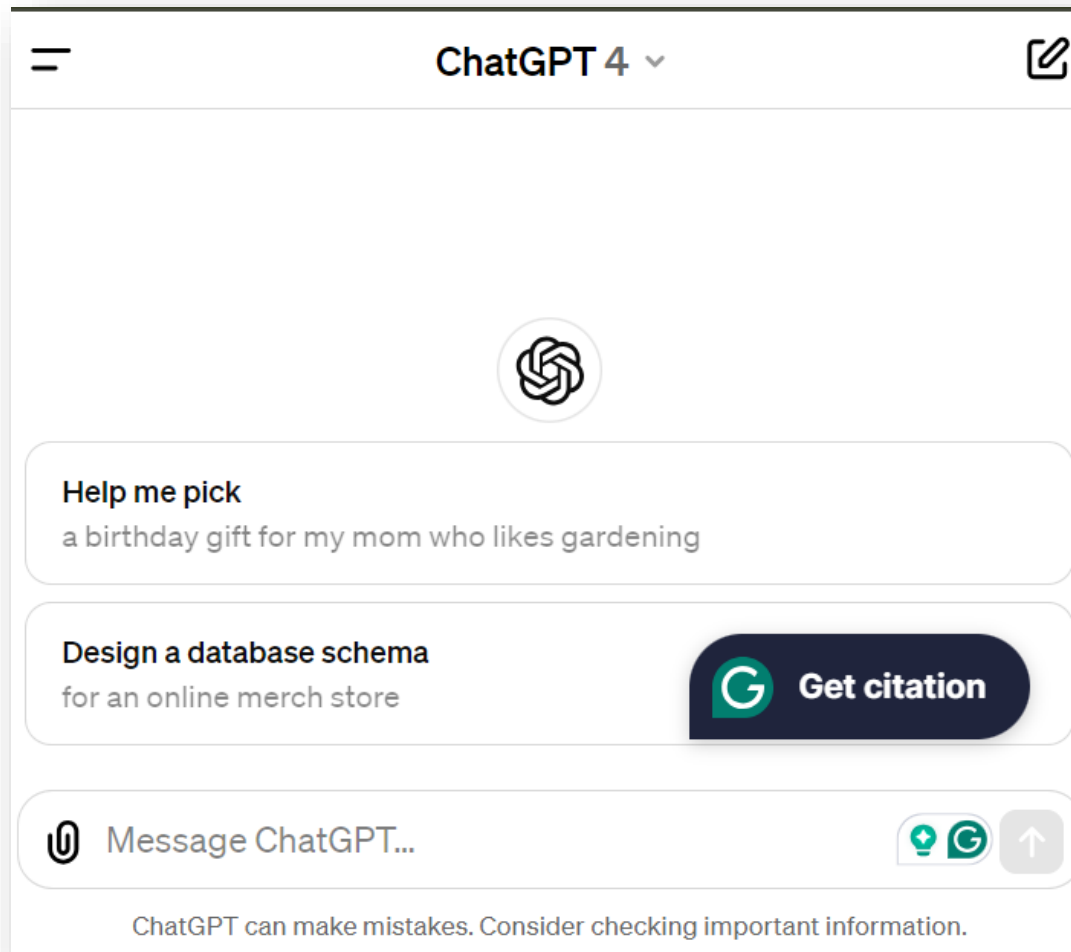 ChatGPT 4
Help me pick
a birthday gift for my mom who likes gardening
Design a database schema
for an online merch store
Get citation
Message ChatGPT...
ChatGPT can make mistakes. Consider checking important information.